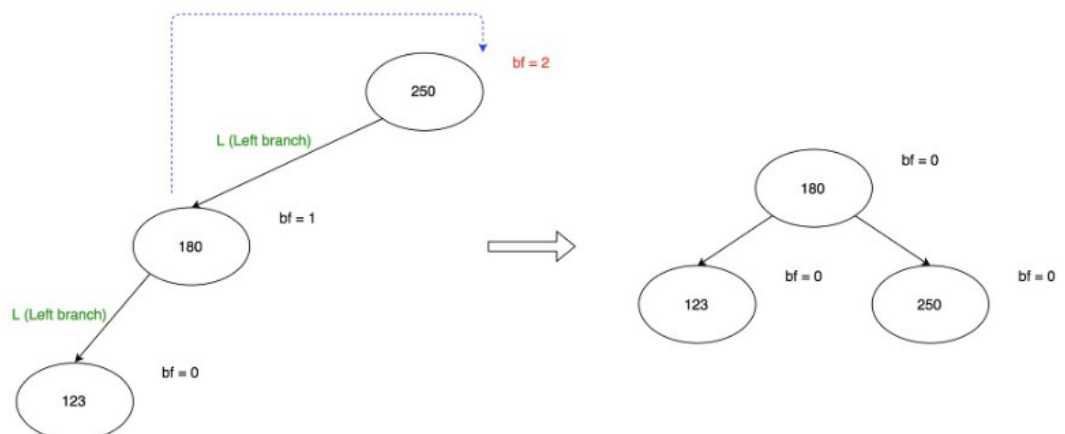 250
bf = 2
L (Left branch)
180
bf = 1
L (Left branch)
123
bf = 0
180
bf = 0
123
bf = 0
250
bf = 0